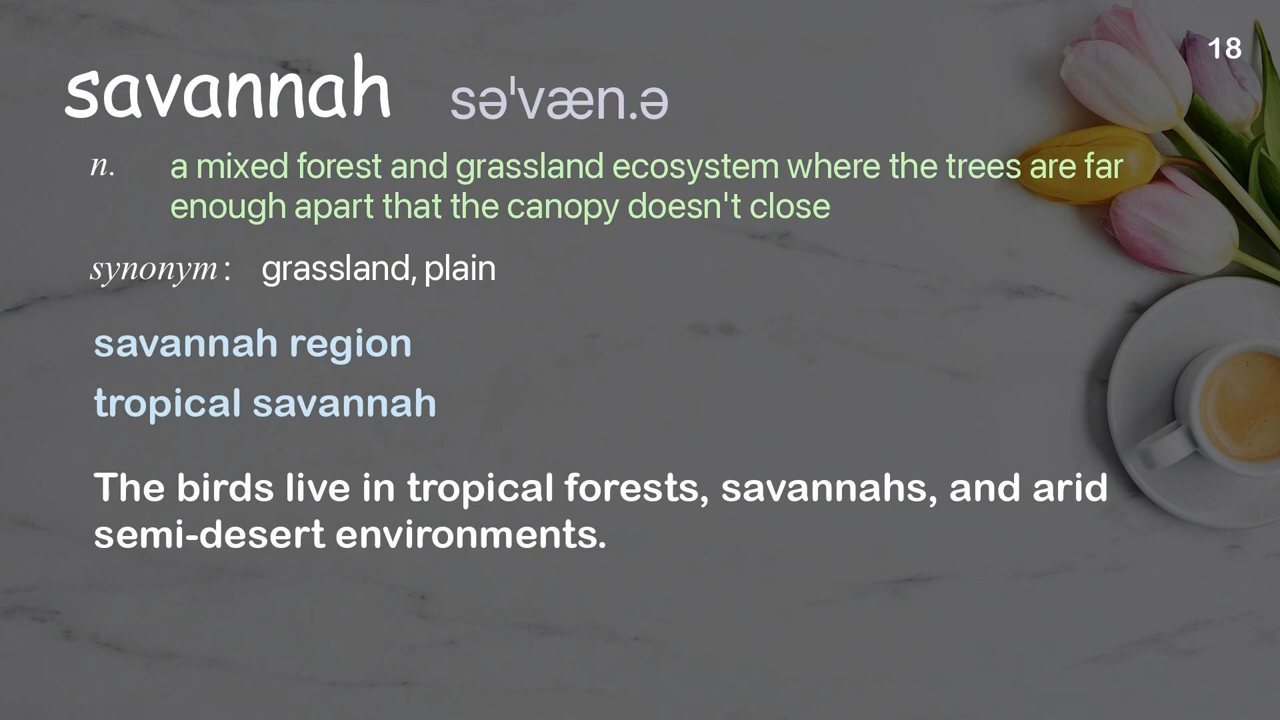 18
savannah səˈvæn.ə
n. a mixed forest and grassland ecosystem where the trees are far
enough apart that the canopy doesn't close
synonym: grassland, plain
savannah region
tropical savannah
The birds live in tropical forests, savannahs, and arid
semi-desert environments.